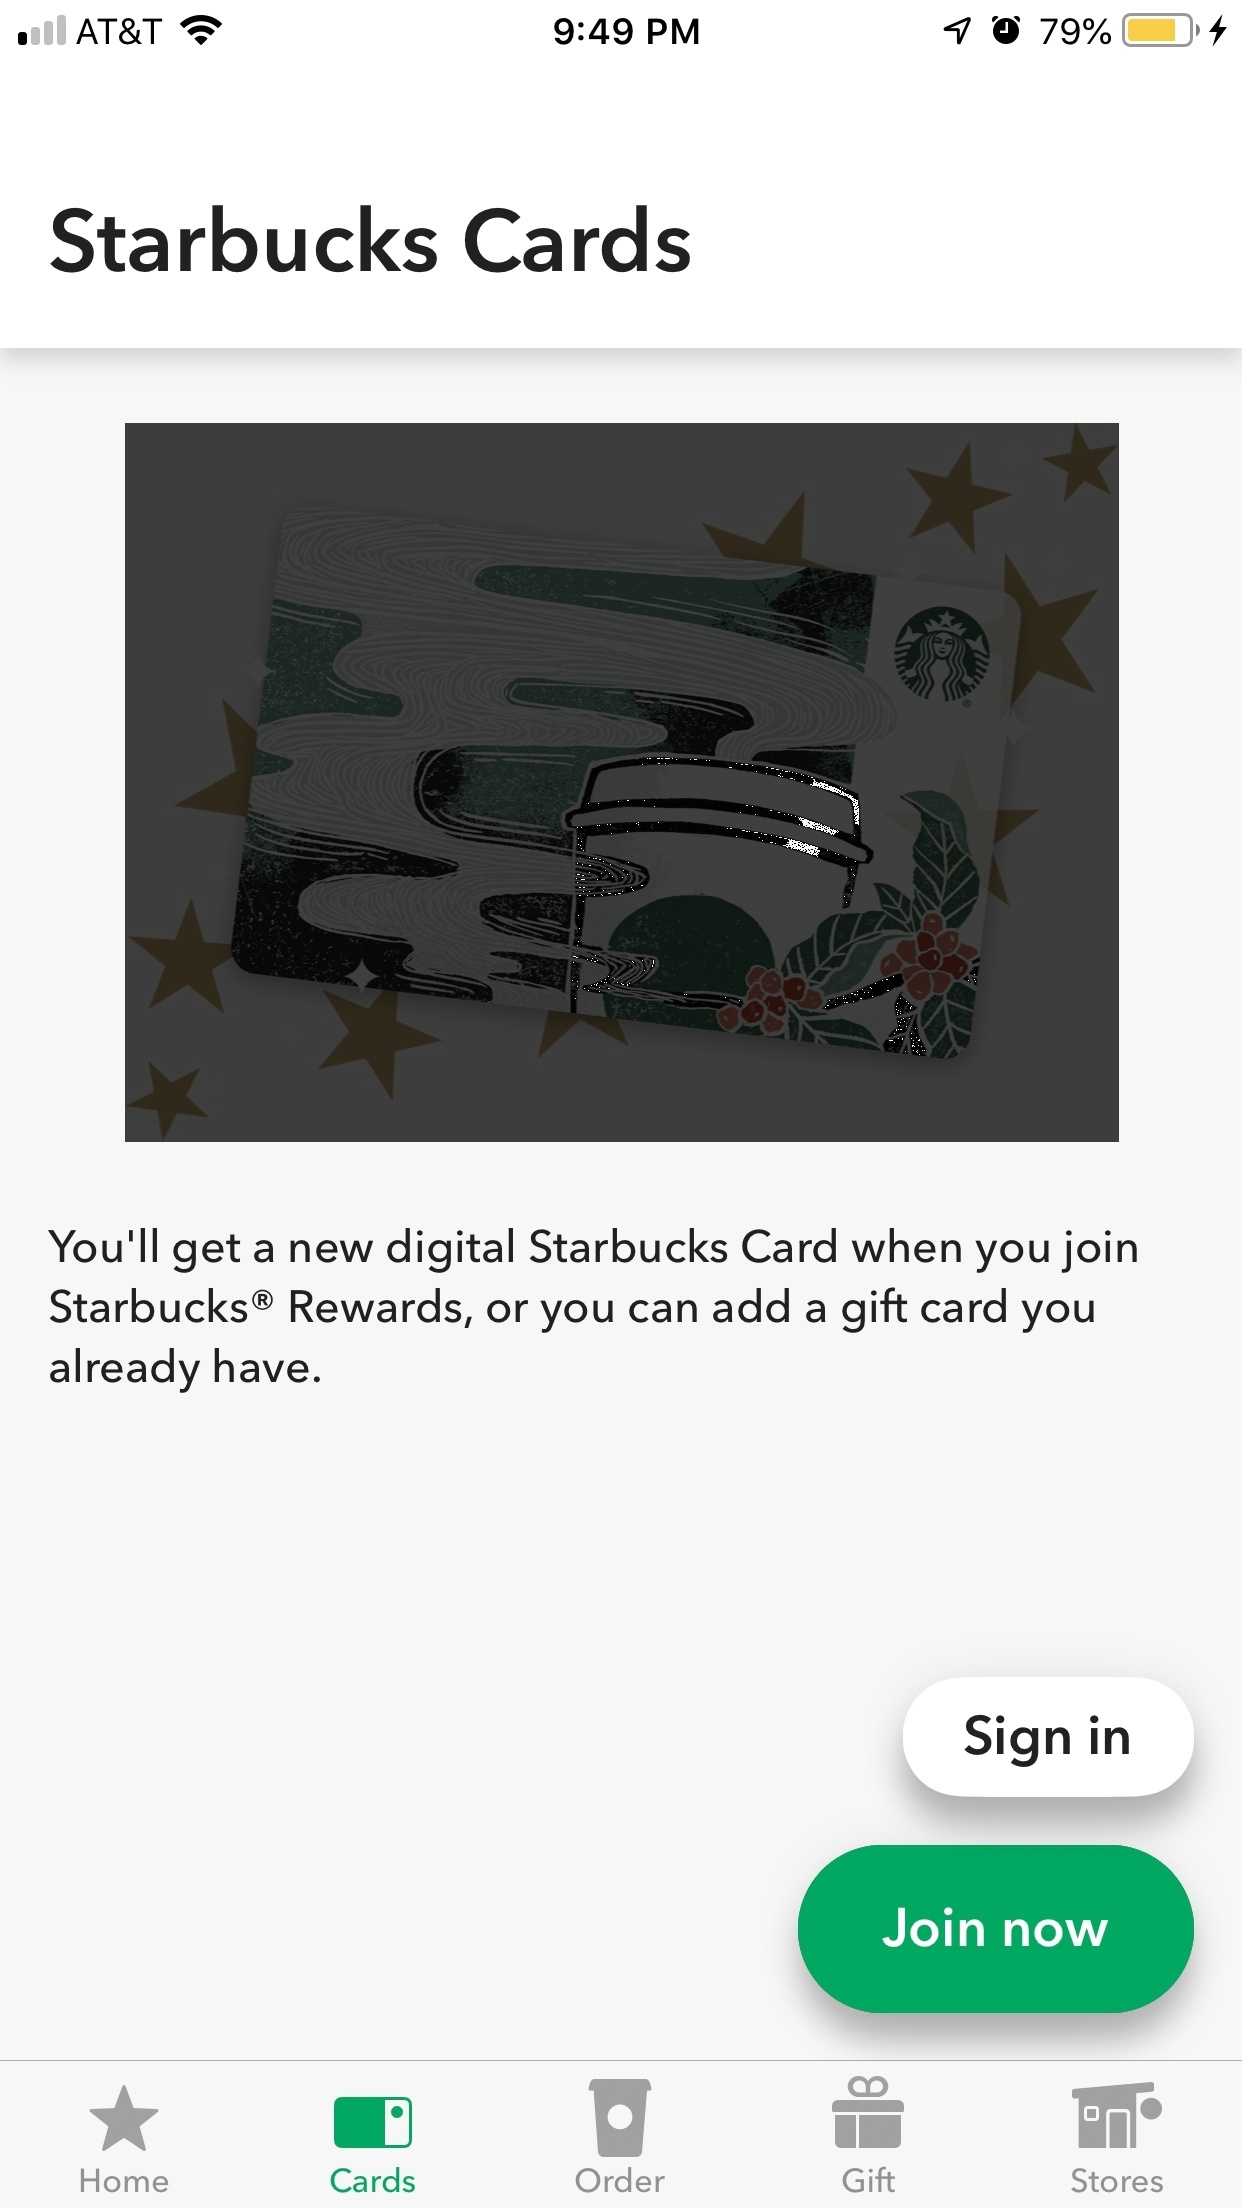 AT&T 9:49 PM 79%
Starbucks Cards
You'll get a new digital Starbucks Card when you join
Starbucks® Rewards, or you can add a gift card you
already have.
Sign in
Join now
Home Cards Order Gift Stores